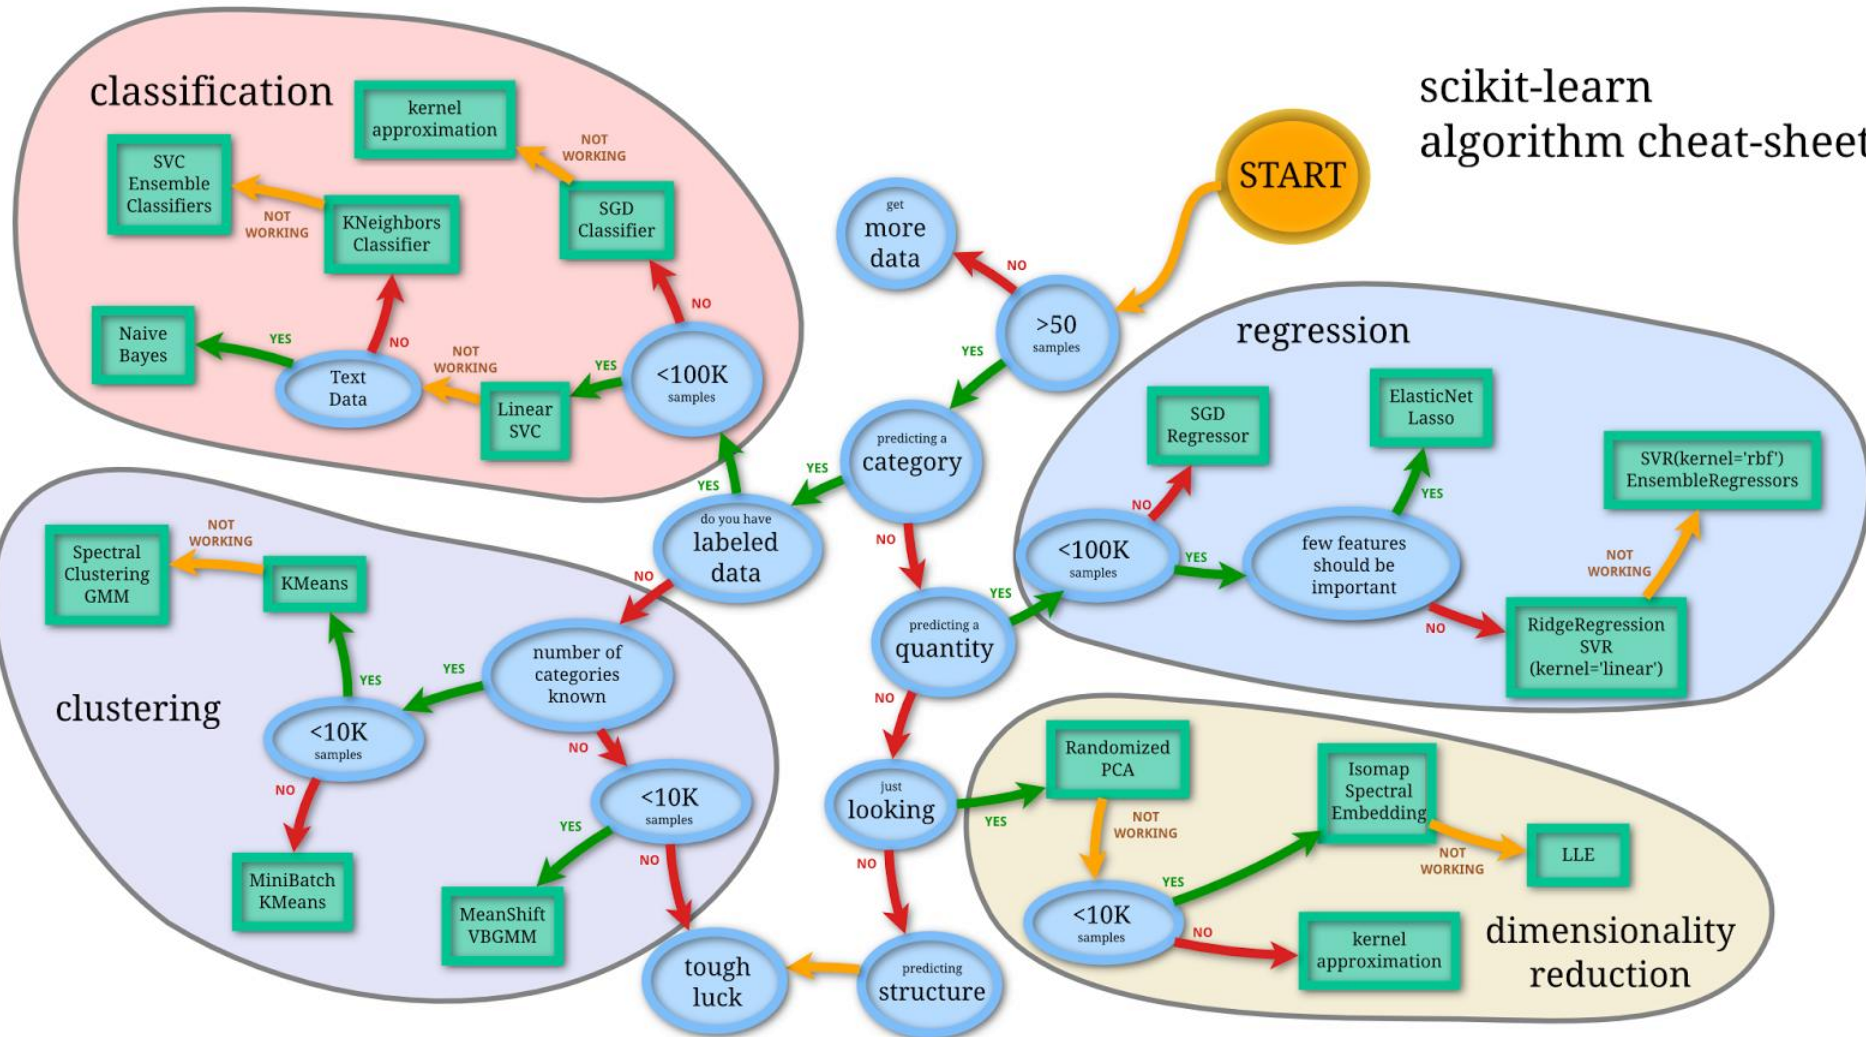 scikit-learn
algorithm cheat-sheet
START
get
more
data
NO
>50
samples
YES
predicting a
category
YES
NO
do you have
labeled
data
YES
NO
predicting a
quantity
YES
NO
just
looking
YES
NO
predicting
structure
tough
luck
classification
kernel
approximation
NOT
WORKING
SVC
Ensemble
Classifiers
NOT
WORKING
KNeighbors
Classifier
SGD
Classifier
NO
Naive
Bayes
YES
NO
Text
Data
NOT
WORKING
Linear
SVC
YES
<100K
samples
clustering
Spectral
Clustering
GMM
NOT
WORKING
KMeans
YES
<10K
samples
YES
number of
categories
known
NO
NO
MiniBatch
KMeans
<10K
samples
YES
NO
MeanShift
VBGMM
regression
SGD
Regressor
NO
<100K
samples
YES
few features
should be
important
YES
ElasticNet
Lasso
NO
RidgeRegression
SVR
(kernel='linear')
NOT
WORKING
SVR(kernel='rbf')
EnsembleRegressors
Randomized
PCA
NOT
WORKING
<10K
samples
YES
NO
Isomap
Spectral
Embedding
NOT
WORKING
LLE
kernel
approximation
dimensionality
reduction